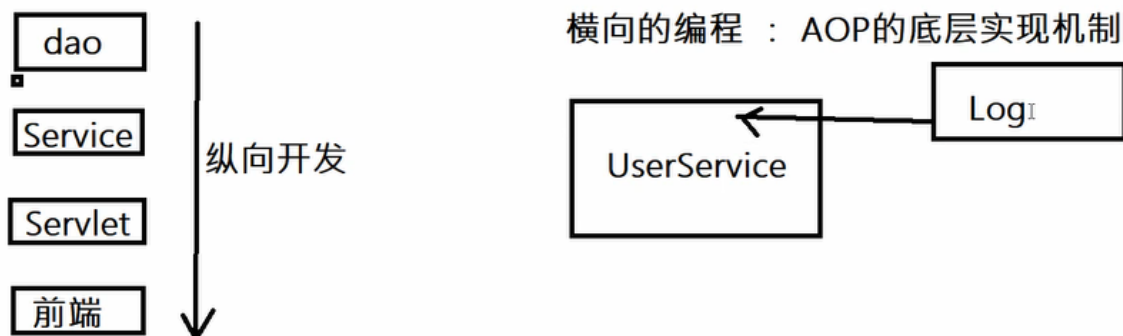 dao
Service
Servlet
前端
纵向开发
横向的编程 : AOP的底层实现机制
UserService
Log